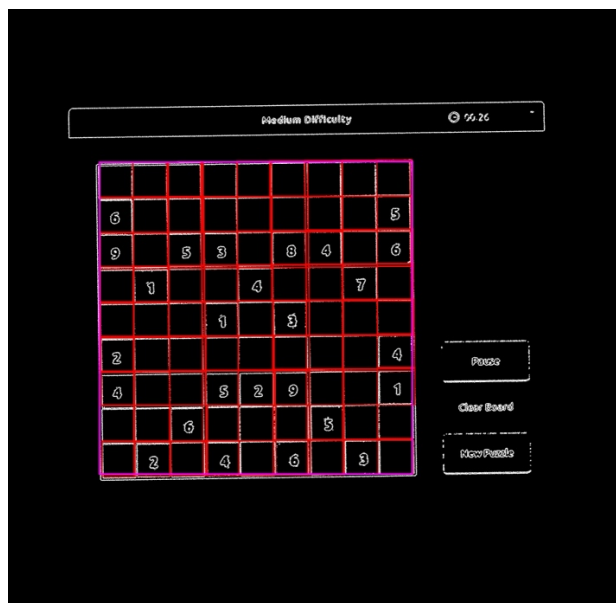 Medium Difficulty 00:26
6 5
9 5 3 8 4 6
1 4 7
1 3
2 4
Pause
4 5 2 9 1
Clear Board
6 5
New Puzzle
2 4 6 3